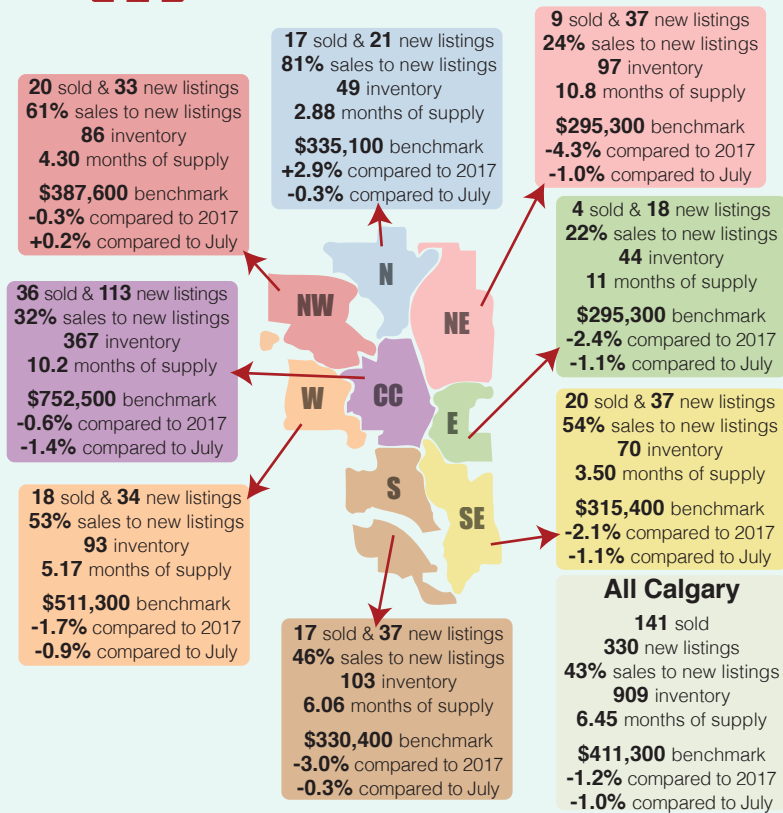 17 sold & 21 new listings
81% sales to new listings
49 inventory
2.88 months of supply
$335,100 benchmark
+2.9% compared to 2017
-0.3% compared to July
9 sold & 37 new listings
24% sales to new listings
97 inventory
10.8 months of supply
$295,300 benchmark
-4.3% compared to 2017
-1.0% compared to July
20 sold & 33 new listings
61% sales to new listings
86 inventory
4.30 months of supply
$387,600 benchmark
-0.3% compared to 2017
+0.2% compared to July
4 sold & 18 new listings
22% sales to new listings
44 inventory
11 months of supply
$295,300 benchmark
-2.4% compared to 2017
-1.1% compared to July
N
NW
NE
36 sold & 113 new listings
32% sales to new listings
367 inventory
10.2 months of supply
$752,500 benchmark
-0.6% compared to 2017
-1.4% compared to July
W
CC
E
20 sold & 37 new listings
54% sales to new listings
70 inventory
3.50 months of supply
$315,400 benchmark
-2.1% compared to 2017
-1.1% compared to July
S
SE
18 sold & 34 new listings
53% sales to new listings
93 inventory
5.17 months of supply
$511,300 benchmark
-1.7% compared to 2017
-0.9% compared to July
17 sold & 37 new listings
46% sales to new listings
103 inventory
6.06 months of supply
$330,400 benchmark
-3.0% compared to 2017
-0.3% compared to July
All Calgary
141 sold
330 new listings
43% sales to new listings
909 inventory
6.45 months of supply
$411,300 benchmark
-1.2% compared to 2017
-1.0% compared to July